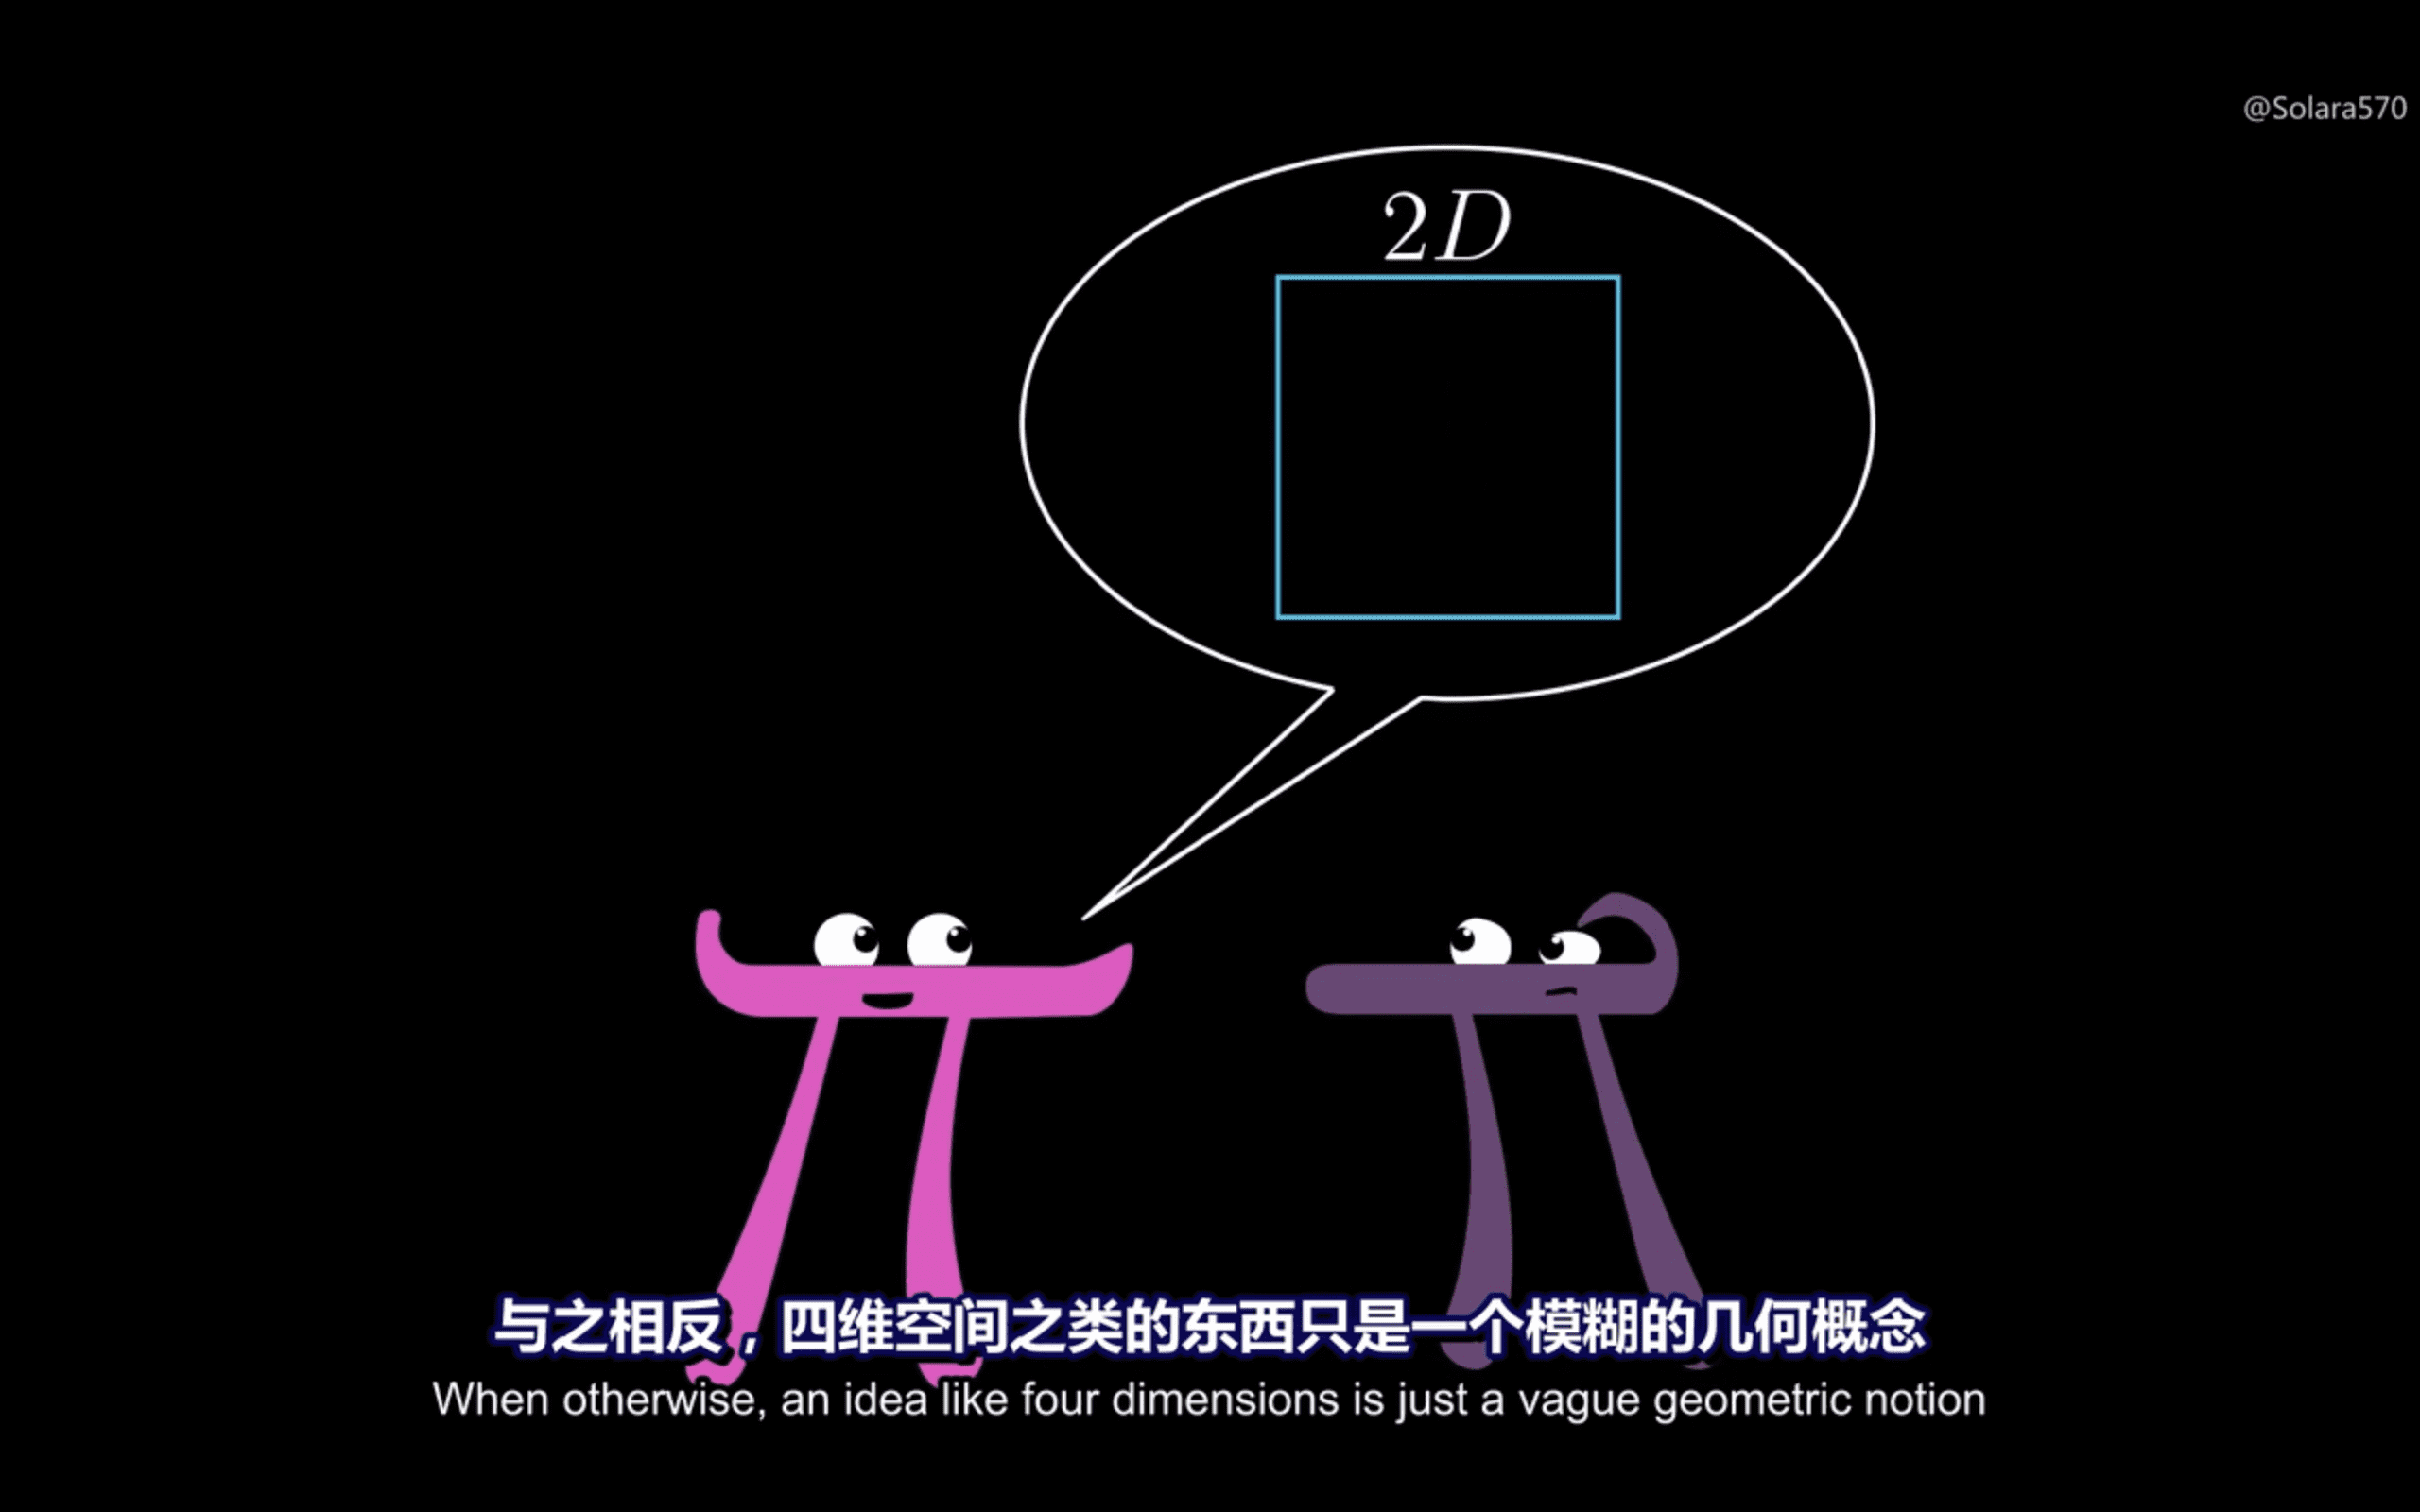 @Solara570
2D
与之相反，四维空间之类的东西只是一个模糊的几何概念
When otherwise, an idea like four dimensions is just a vague geometric notion